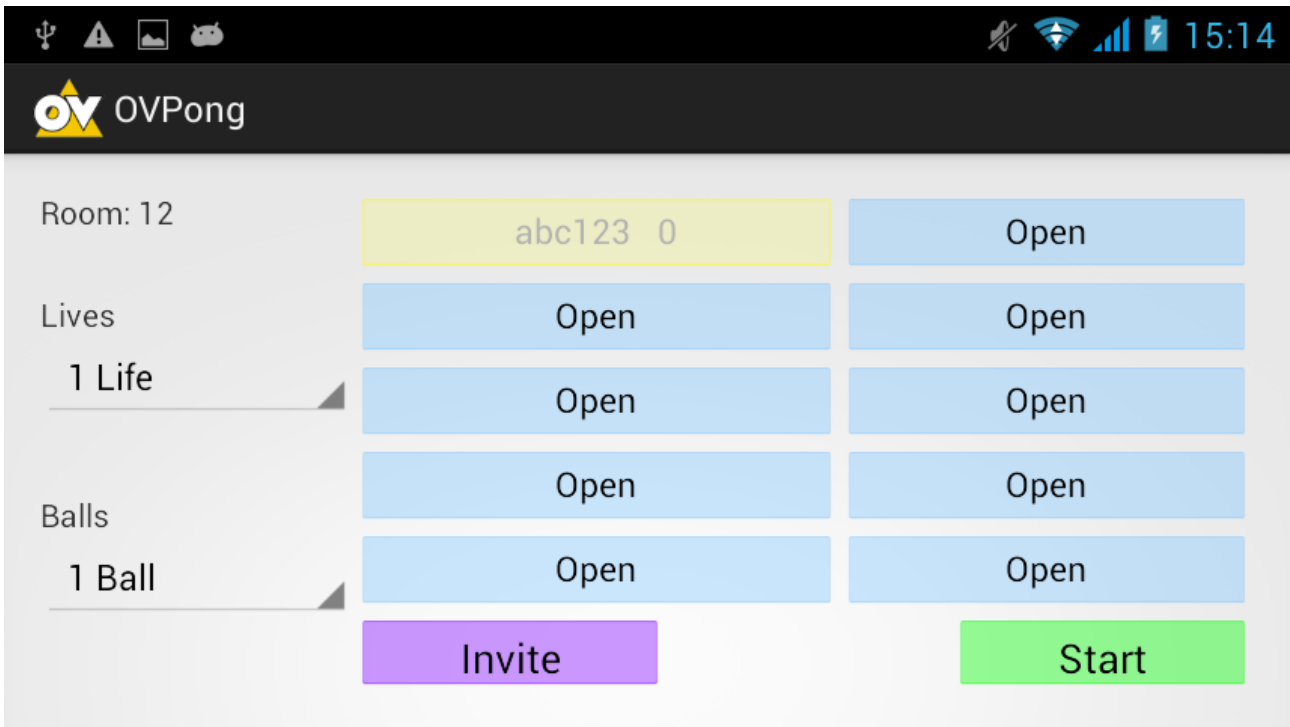 15:14
OV OVPong
Room: 12
abc123 0 Open
Lives
Open Open
1 Life
Open Open
Open Open
Balls
1 Ball
Open Open
Invite Start